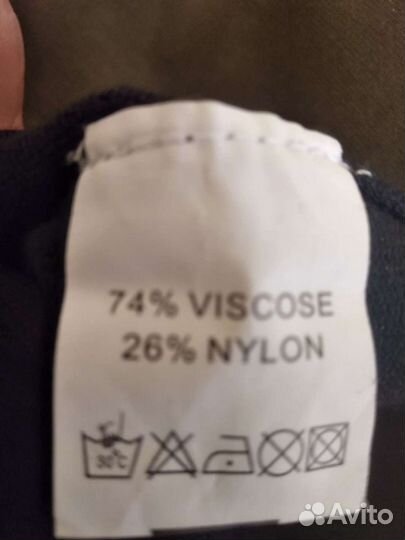 74% VISCOSE
26% NYLON
30°C
Avito